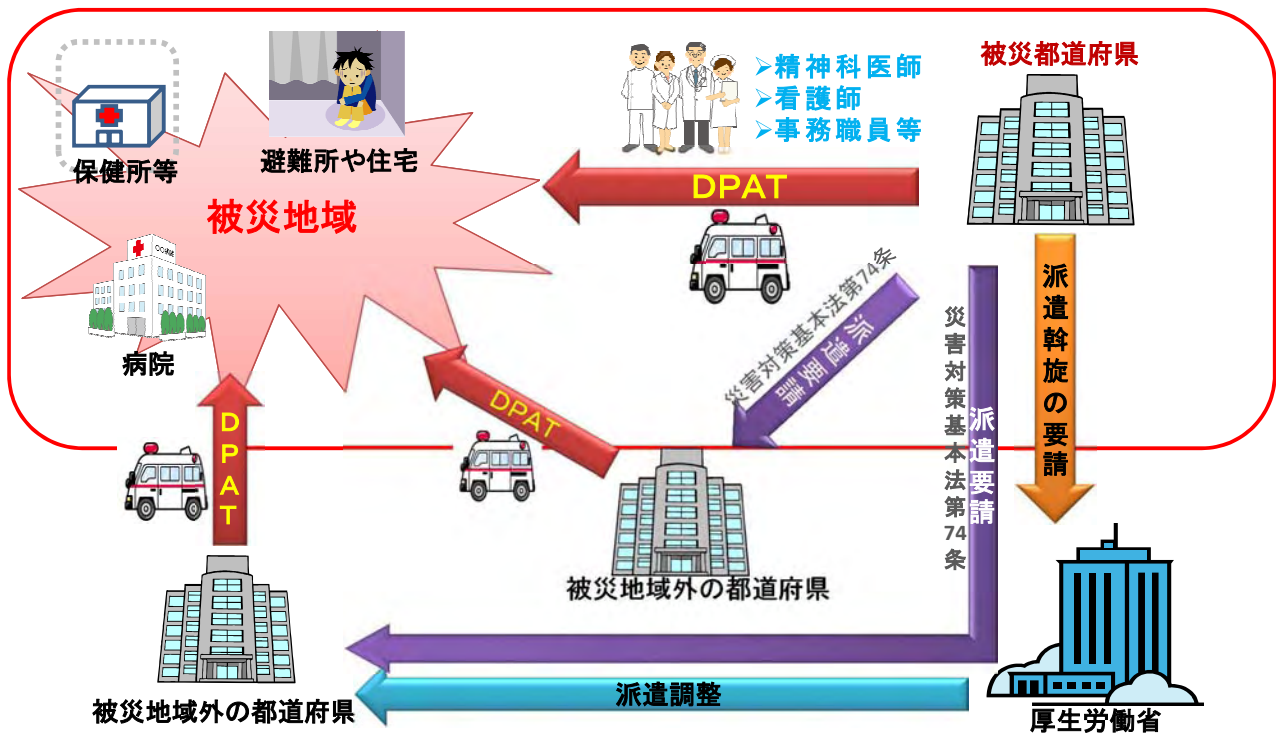 ➢精神科医師
➢看護師
➢事務職員等
被災都道府県
保健所等
避難所や住宅
被災地域
DPAT
〇〇病院
病院
災害対策基本法第74条
派遣要請
災害対策基本法第74条
派遣要請
派遣斡旋の要請
DPAT
DPAT
被災地域外の都道府県
被災地域外の都道府県
派遣調整
厚生労働省